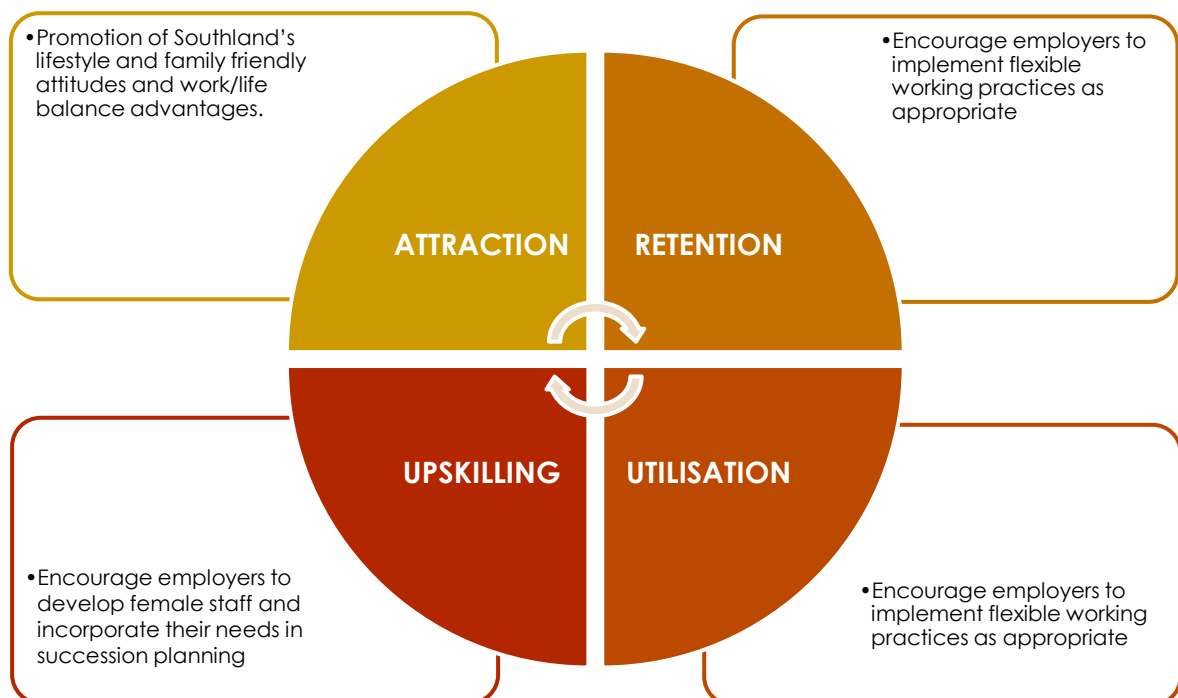 •Promotion of Southland's
lifestyle and family friendly
attitudes and work/life
balance advantages.
•Encourage employers to
implement flexible
working practices as
appropriate
ATTRACTION
RETENTION
UPSKILLING
UTILISATION
•Encourage employers to
develop female staff and
incorporate their needs in
succession planning
•Encourage employers to
implement flexible working
practices as appropriate